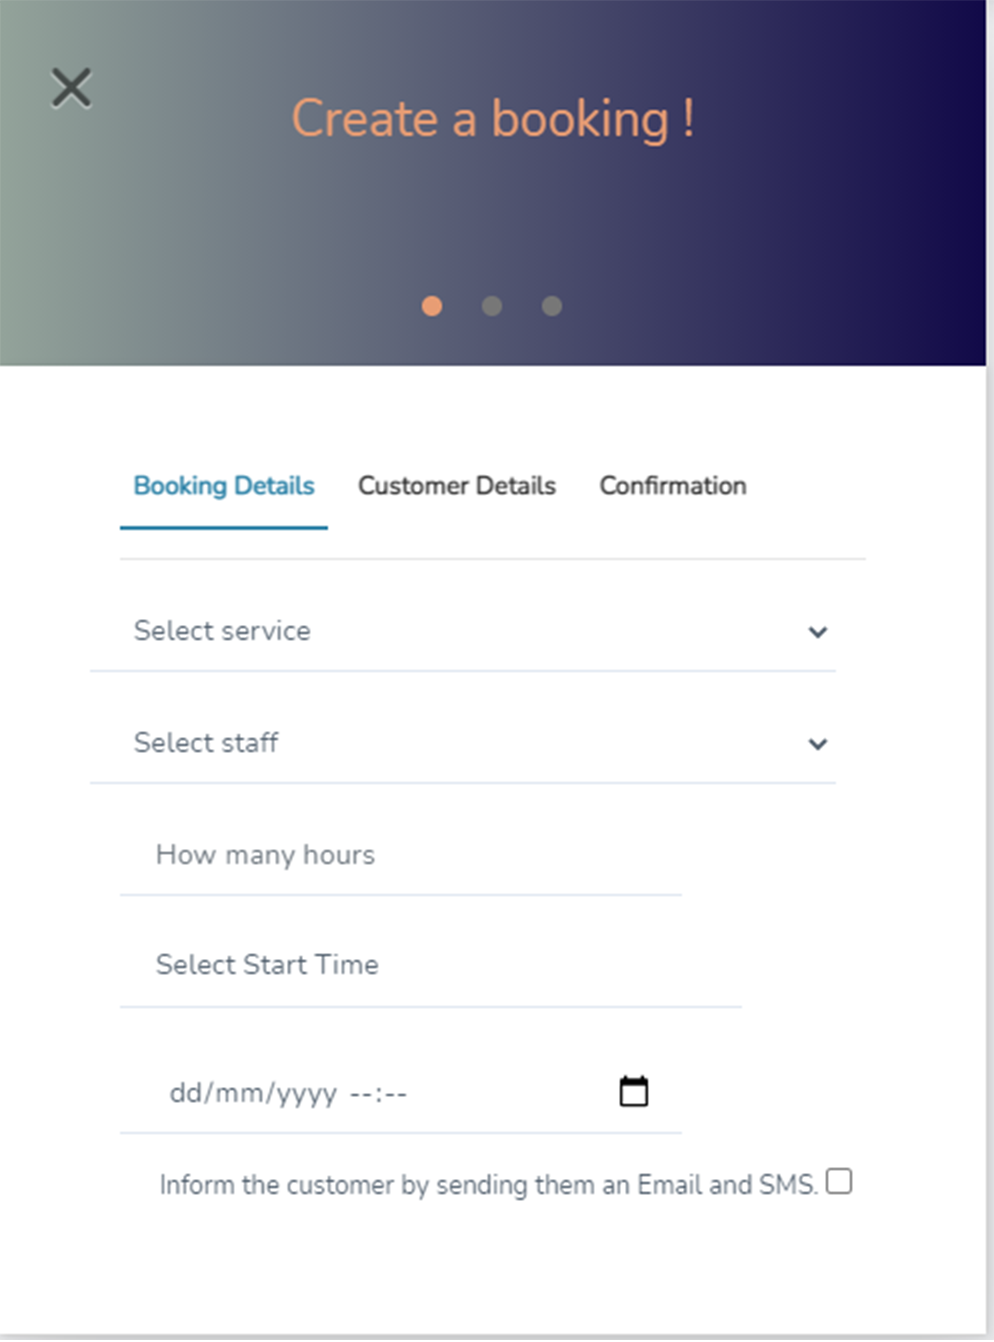 Create a booking !
Booking Details Customer Details Confirmation
Select service
Select staff
How many hours
Select Start Time
dd/mm/yyyy --:--
Inform the customer by sending them an Email and SMS.